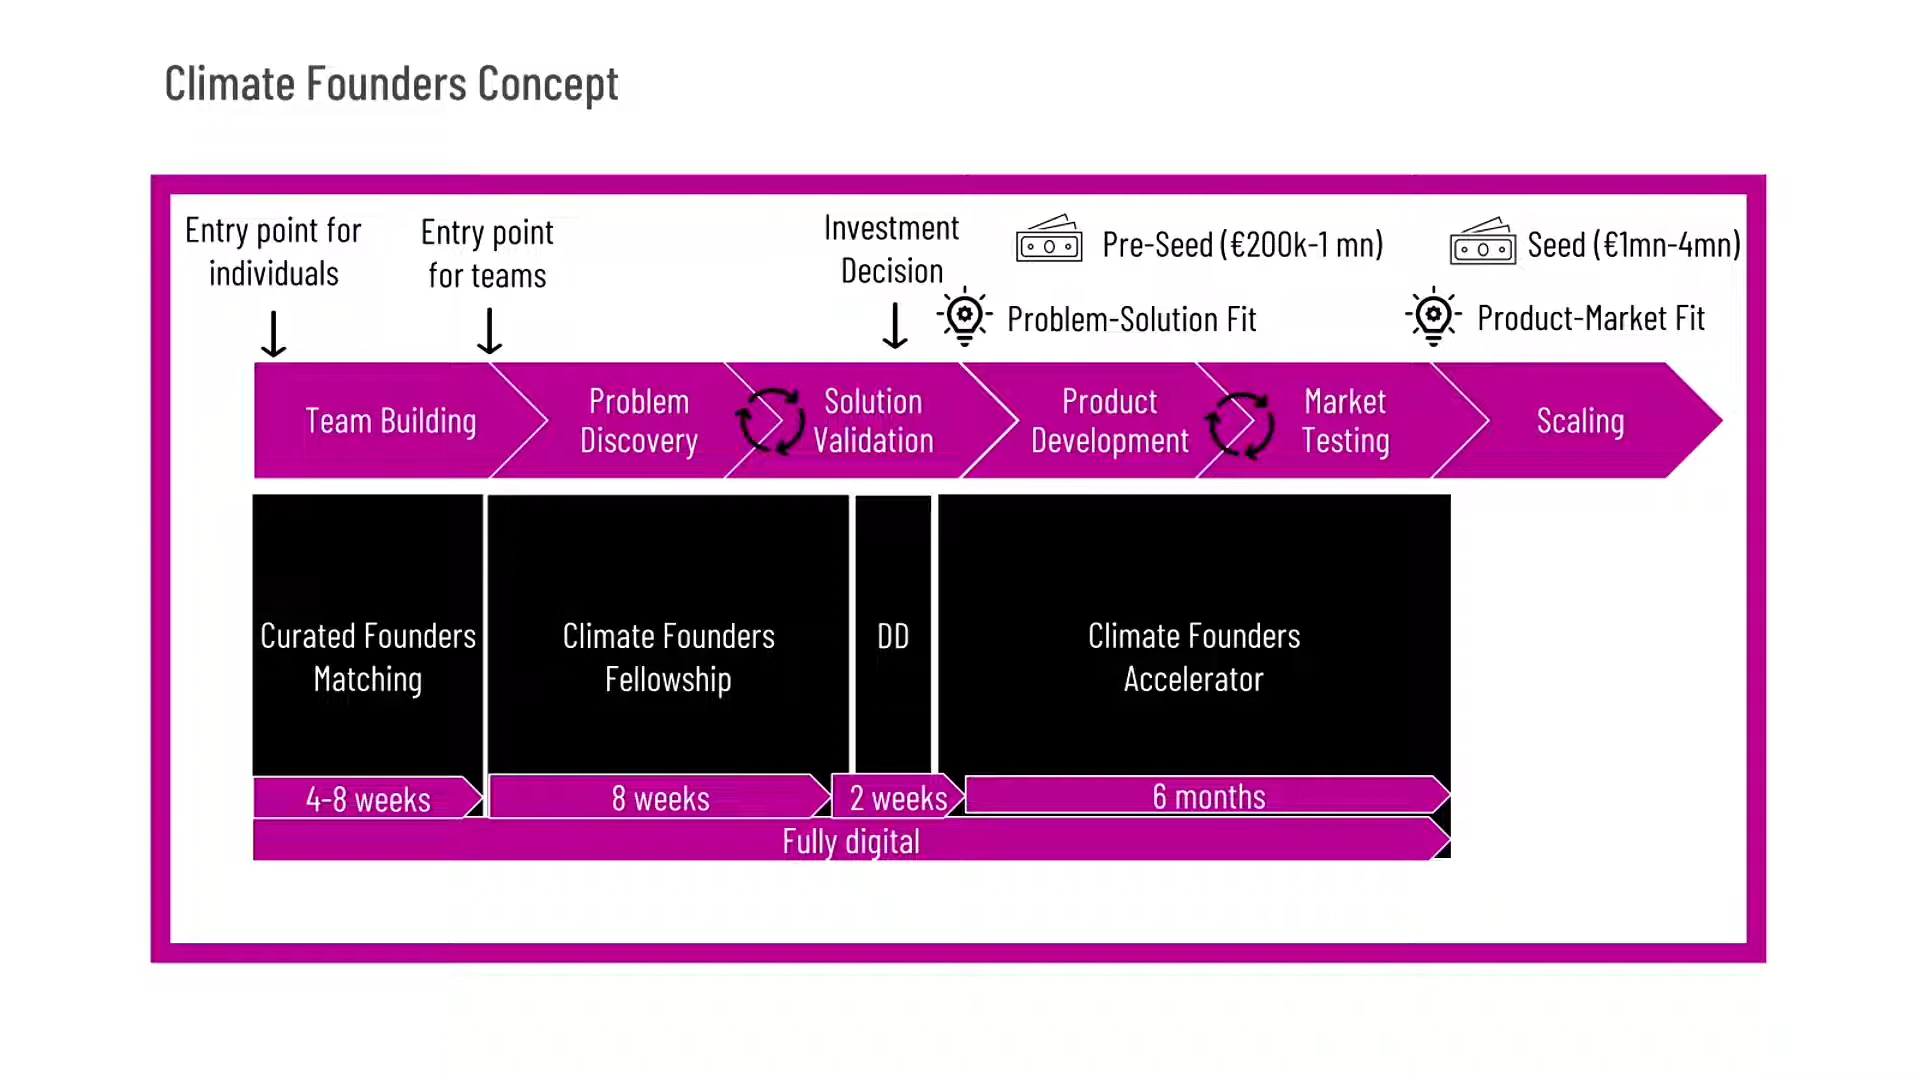 Climate Founders Concept
Entry point for
individuals
Entry point
for teams
Investment
Decision
Pre-Seed (€200k-1 mn)
Problem-Solution Fit
Seed (€1mn-4mn)
Product-Market Fit
Team Building
Problem
Discovery
Solution
Validation
Product
Development
Market
Testing
Scaling
Curated Founders
Matching
Climate Founders
Fellowship
DD
Climate Founders
Accelerator
4-8 weeks
8 weeks
2 weeks
6 months
Fully digital